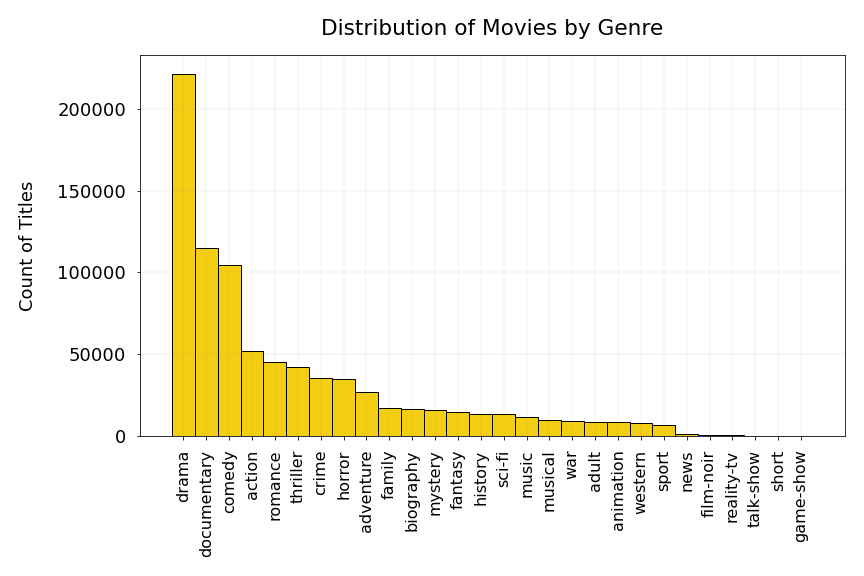 Distribution of Movies by Genre
Count of Titles
200000
150000
100000
50000
0
drama
documentary
comedy
action
romance
thriller
crime
horror
adventure
family
biography
mystery
fantasy
history
sci-fi
music
musical
war
adult
animation
western
sport
news
film-noir
reality-tv
talk-show
short
game-show